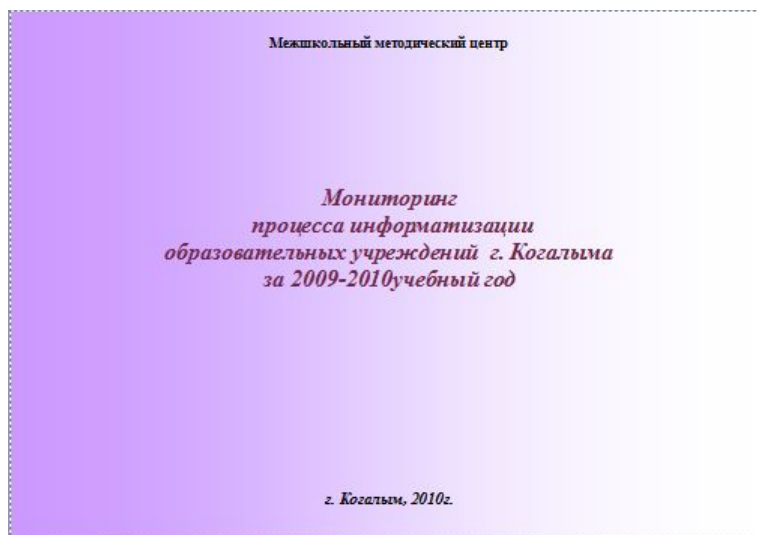 Межшкольный методический центр
Мониторинг
процесса информатизации
образовательных учреждений г. Когалыма
за 2009-2010учебный год
г. Когалым, 2010г.